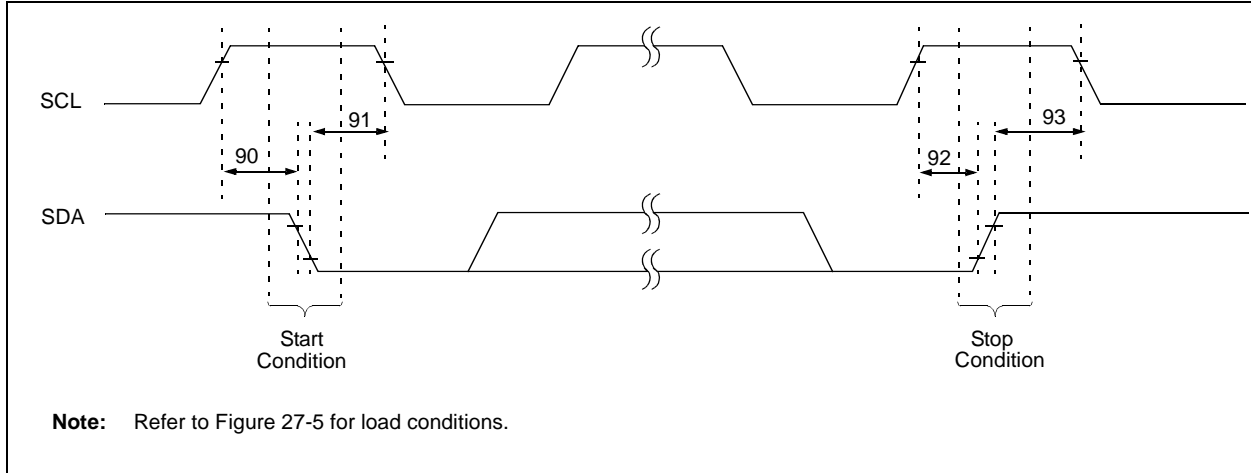 SCL
91
93
90
92
SDA
Start
Condition
Stop
Condition
Note: Refer to Figure 27-5 for load conditions.